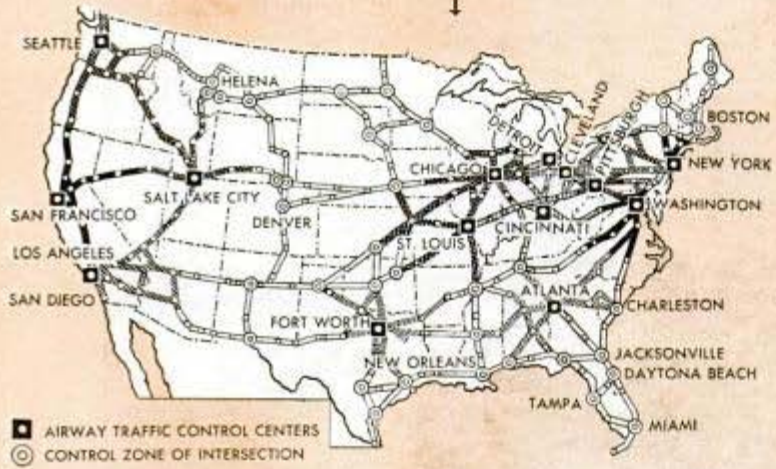 SEATTLE
HELENA
DETROIT
CLEVELAND
PITTSBURGH
BOSTON
CHICAGO
NEW YORK
SALT LAKE CITY
WASHINGTON
SAN FRANCISCO
DENVER
ST. LOUIS
CINCINNATI
LOS ANGELES
SAN DIEGO
ATLANTA
CHARLESTON
FORT WORTH
NEW ORLEANS
JACKSONVILLE
DAYTONA BEACH
TAMPA
MIAMI
AIRWAY TRAFFIC CONTROL CENTERS
CONTROL ZONE OF INTERSECTION